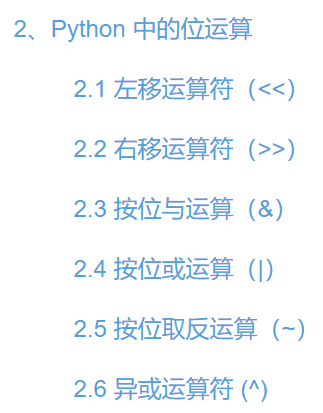 2、Python 中的位运算
2.1 左移运算符（<<）
2.2 右移运算符（>>）
2.3 按位与运算（&）
2.4 按位或运算（|）
2.5 按位取反运算（~）
2.6 异或运算符 (^)